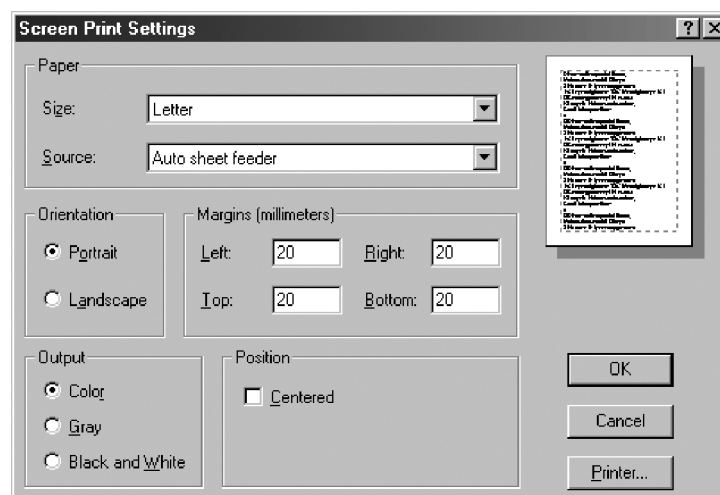 Screen Print Settings
Paper
Size: Letter
Source: Auto sheet feeder
Orientation
Portrait
Landscape
Margins (millimeters)
Left: 20 Right: 20
Top: 20 Bottom: 20
Output
Color
Gray
Black and White
Position
Centered
OK
Cancel
Printer...